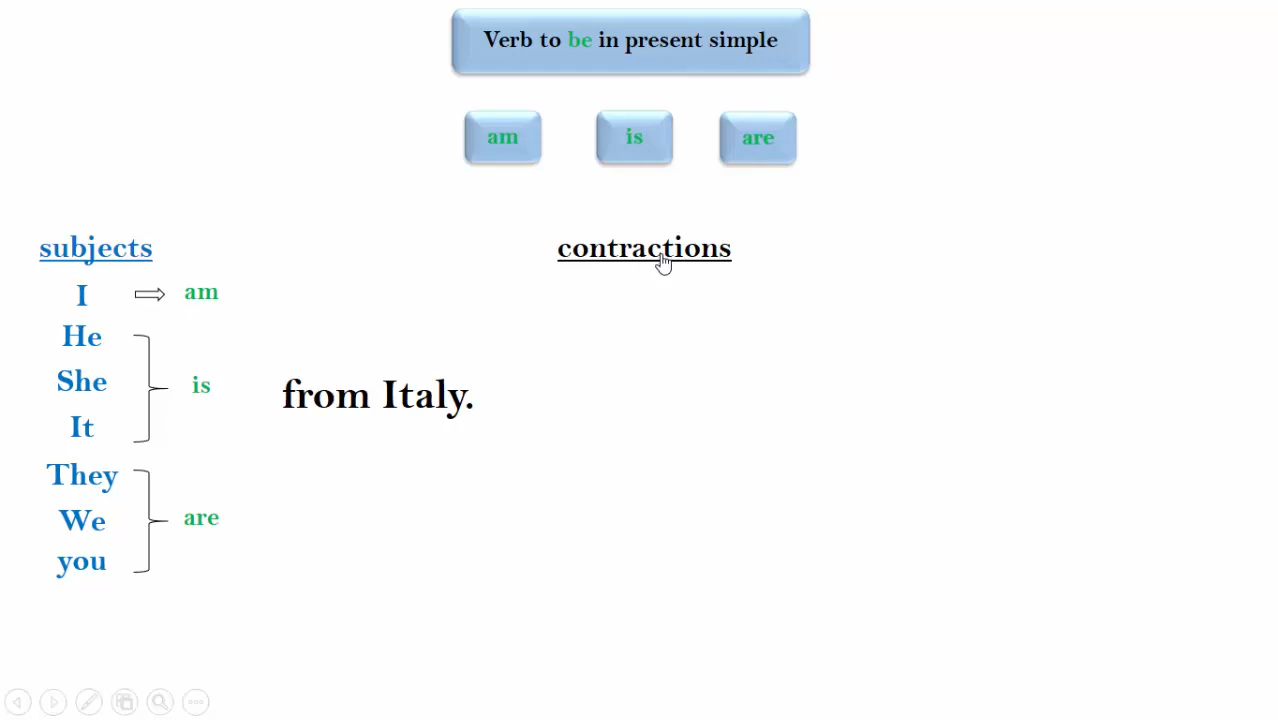 Verb to be in present simple
am is are
subjects contractions
I am
He
She is from Italy.
It
They
We are
you